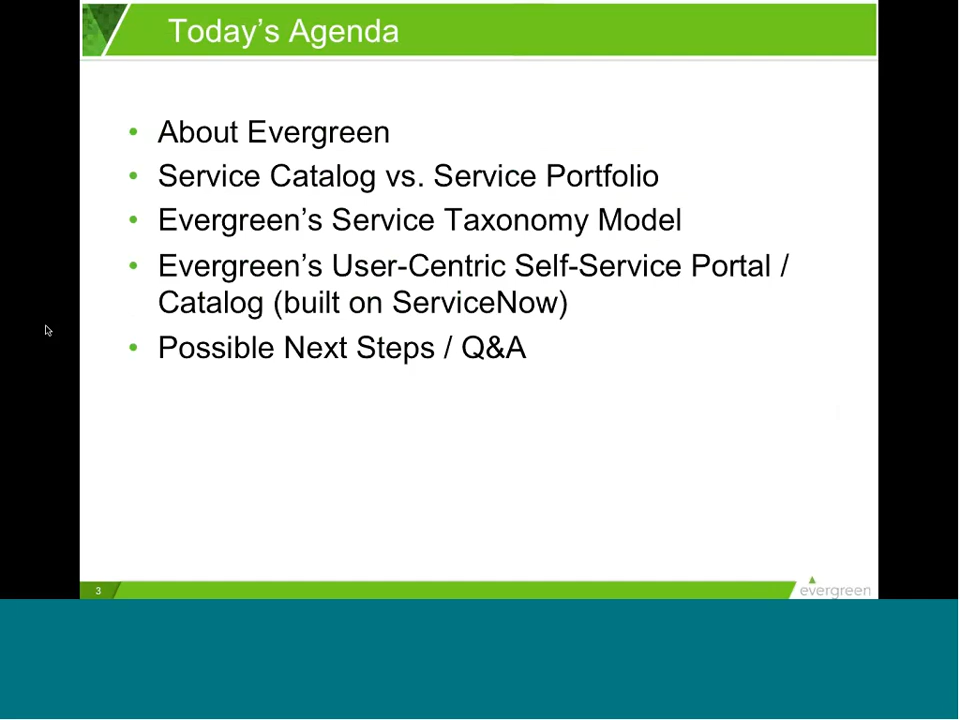 Today's Agenda
• About Evergreen
• Service Catalog vs. Service Portfolio
• Evergreen's Service Taxonomy Model
• Evergreen's User-Centric Self-Service Portal /
Catalog (built on ServiceNow)
• Possible Next Steps / Q&A
3
evergreen